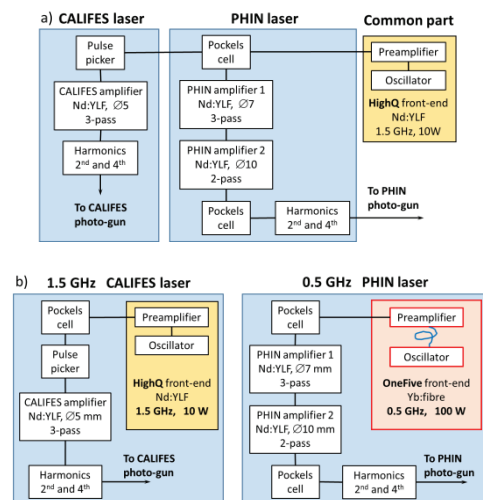 a)
CALIFES laser
PHIN laser
Common part
Pulse
picker
Pockels
cell
Preamplifier
Oscillator
HighQ front-end
Nd:YLF
1.5 GHz, 10W
CALIFES amplifier
Nd:YLF, ∅5
3-pass
PHIN amplifier 1
Nd:YLF, ∅7
3-pass
Harmonics
2nd and 4th
PHIN amplifier 2
Nd:YLF, ∅10
2-pass
To CALIFES
photo-gun
Pockels
cell
Harmonics
2nd and 4th
To PHIN
photo-gun
b)
1.5 GHz CALIFES laser
0.5 GHz PHIN laser
Pockels
cell
Preamplifier
Oscillator
Pulse
picker
HighQ front-end
Nd:YLF
1.5 GHz, 10 W
CALIFES amplifier
Nd:YLF, ∅5 mm
3-pass
Harmonics
2nd and 4th
To CALIFES
photo-gun
Pockels
cell
Preamplifier
Oscillator
OneFive front-end
Yb:fibre
0.5 GHz, 100 W
PHIN amplifier 1
Nd:YLF, ∅7 mm
3-pass
PHIN amplifier 2
Nd:YLF, ∅10 mm
2-pass
Pockels
cell
Harmonics
2nd and 4th
To PHIN
photo-gun